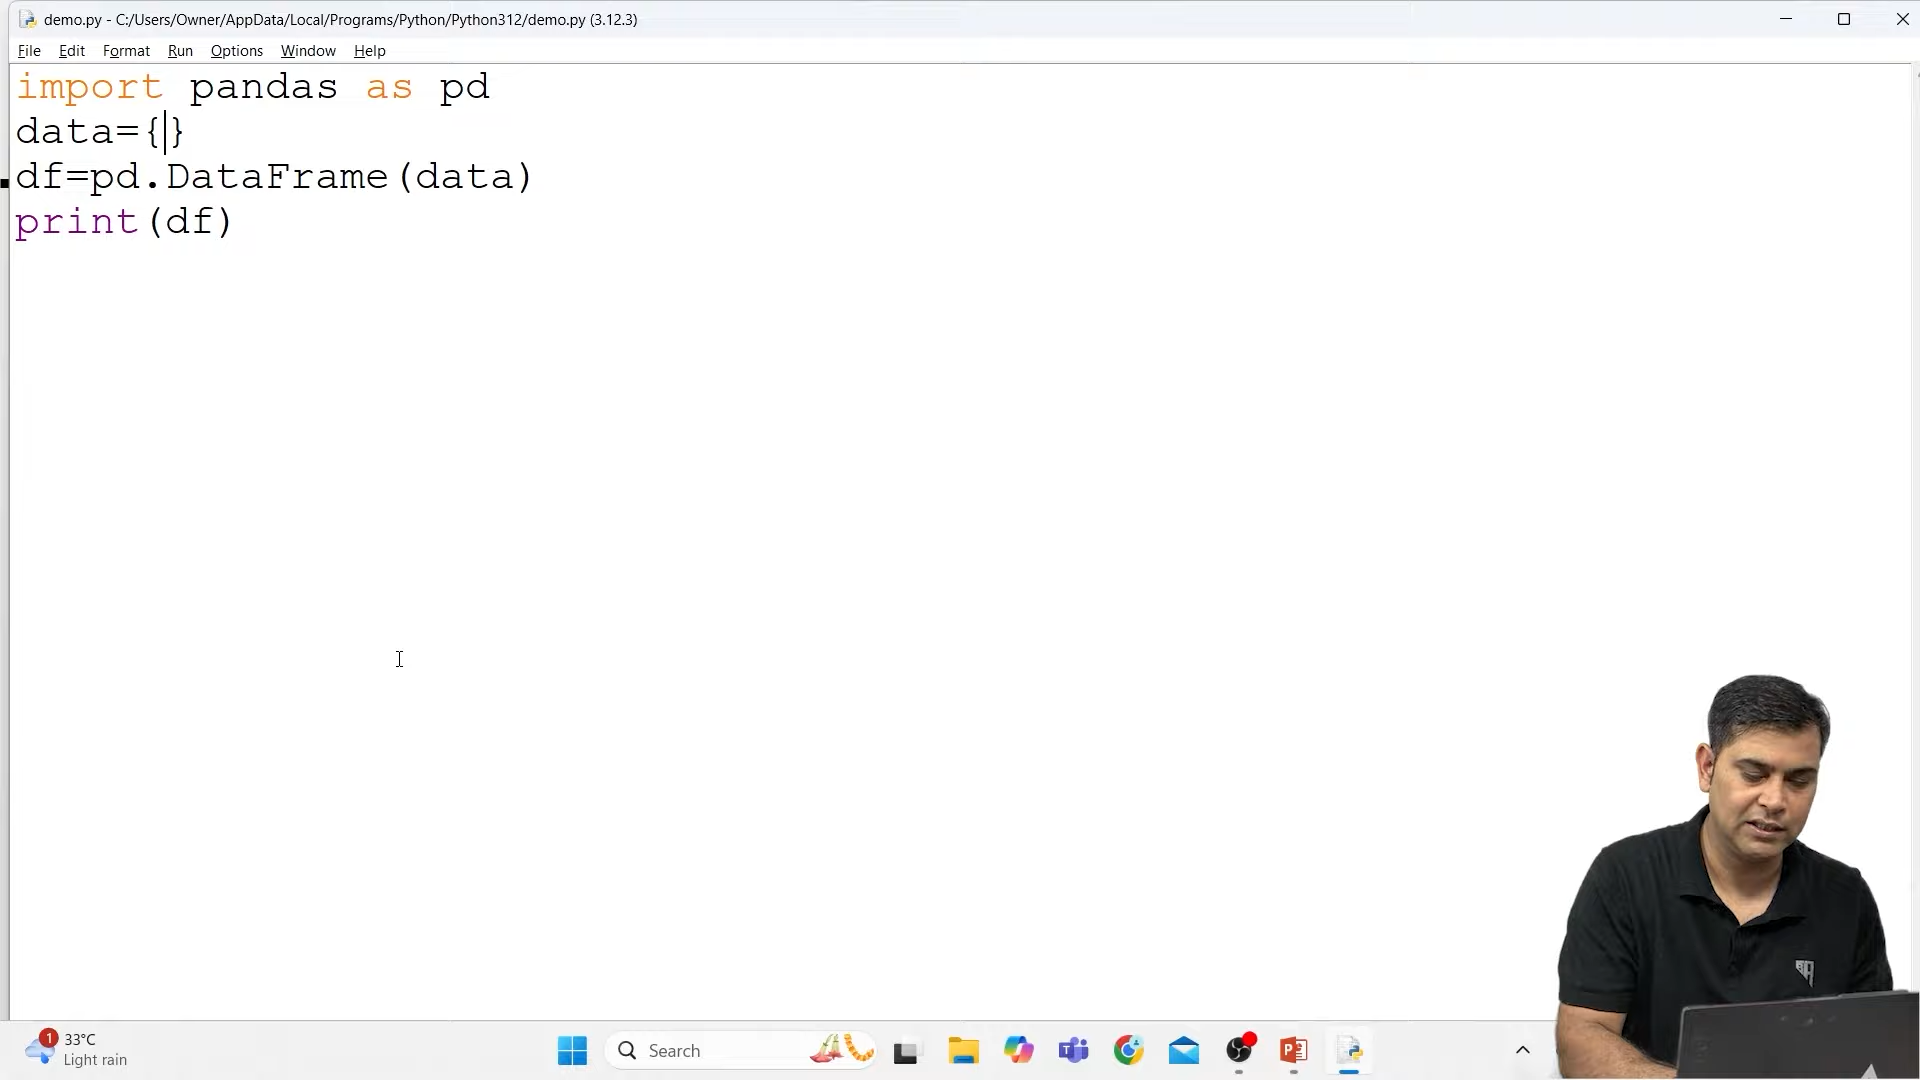 demo.py - C:/Users/Owner/AppData/Local/Programs/Python/Python312/demo.py (3.12.3)
File Edit Format Run Options Window Help
import pandas as pd
data={}
df=pd.DataFrame(data)
print(df)
1
33°C
Light rain
Search